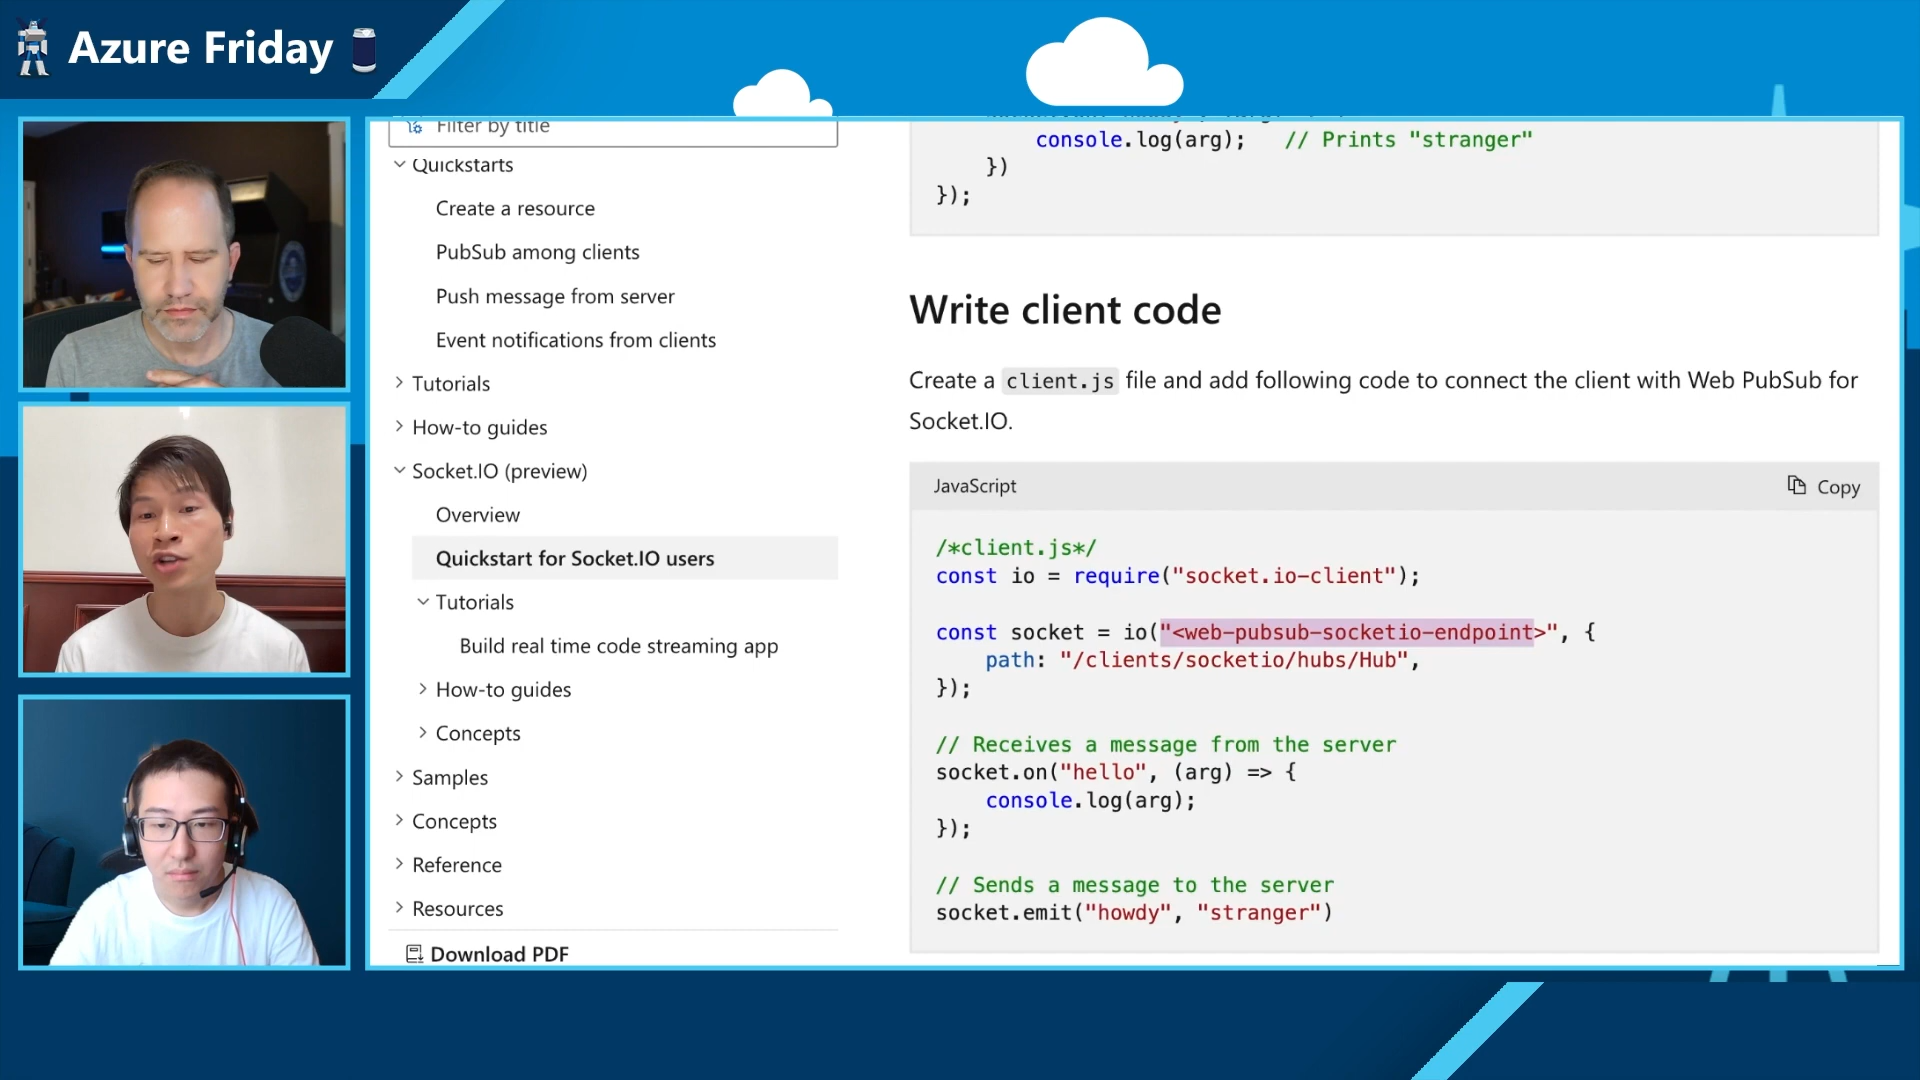 Azure Friday
Filter by title
Quickstarts
Create a resource
PubSub among clients
Push message from server
Event notifications from clients
Tutorials
How-to guides
Socket.IO (preview)
Overview
Quickstart for Socket.IO users
Tutorials
Build real time code streaming app
How-to guides
Concepts
Samples
Concepts
Reference
Resources
Download PDF
console.log(arg);   // Prints "stranger"
})
});
Write client code
Create a client.js file and add following code to connect the client with Web PubSub for
Socket.IO.
JavaScript
Copy
/*client.js*/
const io = require("socket.io-client");
const socket = io("<web-pubsub-socketio-endpoint>", {
path: "/clients/socketio/hubs/Hub",
});
// Receives a message from the server
socket.on("hello", (arg) => {
console.log(arg);
});
// Sends a message to the server
socket.emit("howdy", "stranger")